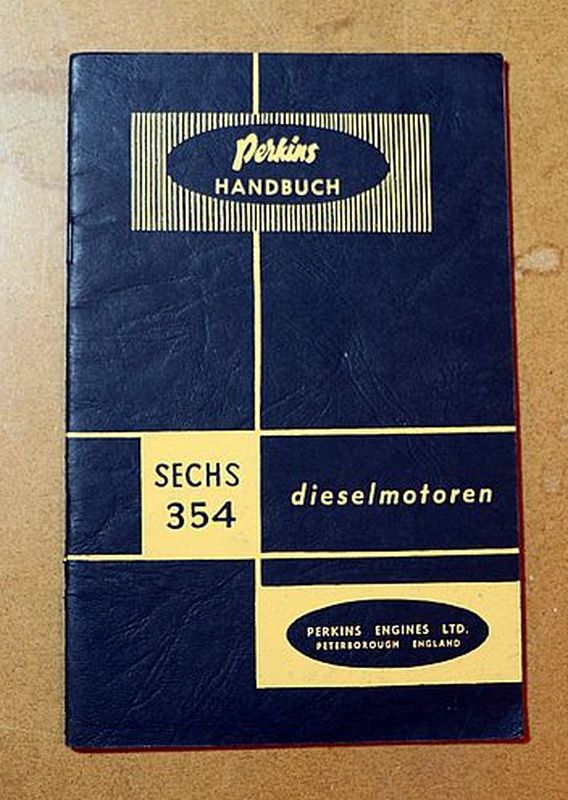 Perkins
HANDBUCH
SECHS
354
dieselmotoren
PERKINS ENGINES LTD.
PETERBOROUGH ENGLAND